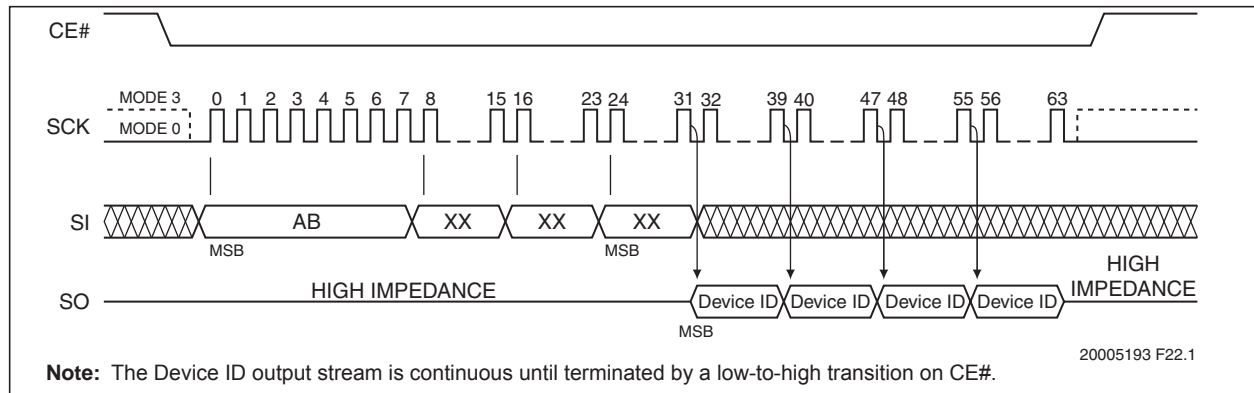 CE#
MODE 3
0 1 2 3 4 5 6 7 8 15 16 23 24 31 32 39 40 47 48 55 56 63
SCK
MODE 0
SI
AB
XX
XX
XX
MSB
MSB
SO
HIGH IMPEDANCE
Device ID
Device ID
Device ID
Device ID
HIGH
IMPEDANCE
MSB
20005193 F22.1
Note: The Device ID output stream is continuous until terminated by a low-to-high transition on CE#.